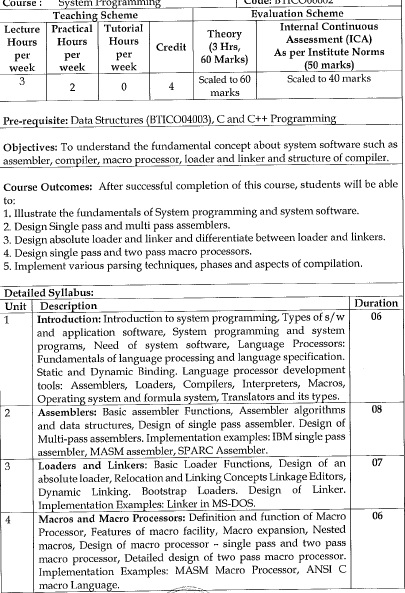 Course : System Programming Code: BTICO06002
Teaching Scheme Evaluation Scheme
Lecture Hours per week Practical Hours per week Tutorial Hours per week Credit Theory (3 Hrs, 60 Marks) Internal Continuous Assessment (ICA) As per Institute Norms (50 marks)
3 2 0 4 Scaled to 60 marks Scaled to 40 marks
Pre-requisite: Data Structures (BTICO04003), C and C++ Programming
Objectives: To understand the fundamental concept about system software such as
assembler, compiler, macro processor, loader and linker and structure of compiler.
Course Outcomes: After successful completion of this course, students will be able
to:
1. Illustrate the fundamentals of System programming and system software.
2. Design Single pass and multi pass assemblers.
3. Design absolute loader and linker and differentiate between loader and linkers.
4. Design single pass and two pass macro processors.
5. Implement various parsing techniques, phases and aspects of compilation.
Detailed Syllabus:
Unit Description Duration
1 Introduction: Introduction to system programming, Types of s/w 06
and application software, System programming and system
programs, Need of system software, Language Processors:
Fundamentals of language processing and language specification.
Static and Dynamic Binding. Language processor development
tools: Assemblers, Loaders, Compilers, Interpreters, Macros,
Operating system and formula system, Translators and its types.
2 Assemblers: Basic assembler Functions, Assembler algorithms 08
and data structures, Design of single pass assembler. Design of
Multi-pass assemblers. Implementation examples: IBM single pass
assembler, MASM assembler, SPARC Assembler.
3 Loaders and Linkers: Basic Loader Functions, Design of an 07
absolute loader, Relocation and Linking Concepts Linkage Editors,
Dynamic Linking. Bootstrap Loaders. Design of Linker.
Implementation Examples: Linker in MS-DOS.
4 Macros and Macro Processors: Definition and function of Macro 06
Processor, Features of macro facility, Macro expansion, Nested
macros, Design of macro processor – single pass and two pass
macro processor, Detailed design of two pass macro processor.
Implementation Examples: MASM Macro Processor, ANSI C
macro Language.